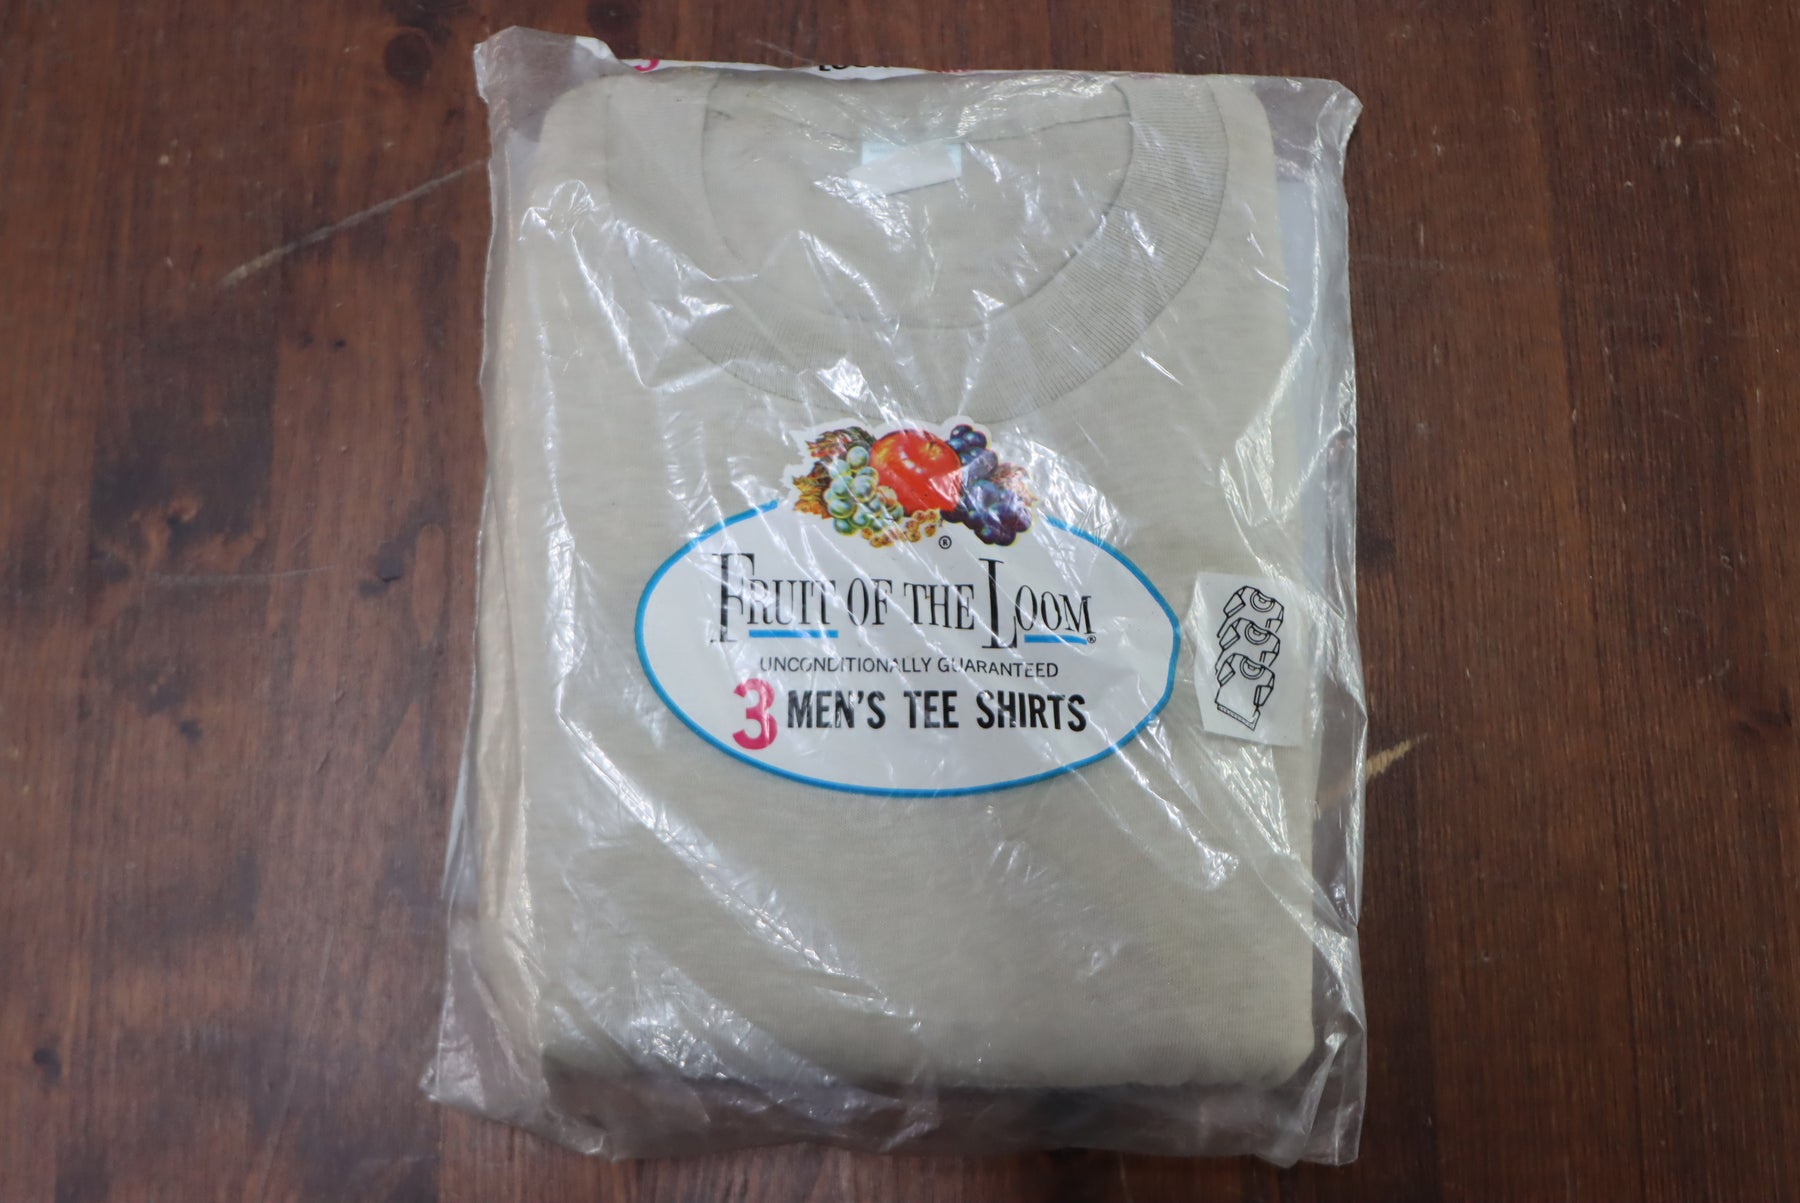 ®
FRUIT OF THE LOOM®
UNCONDITIONALLY GUARANTEED
3 MEN'S TEE SHIRTS